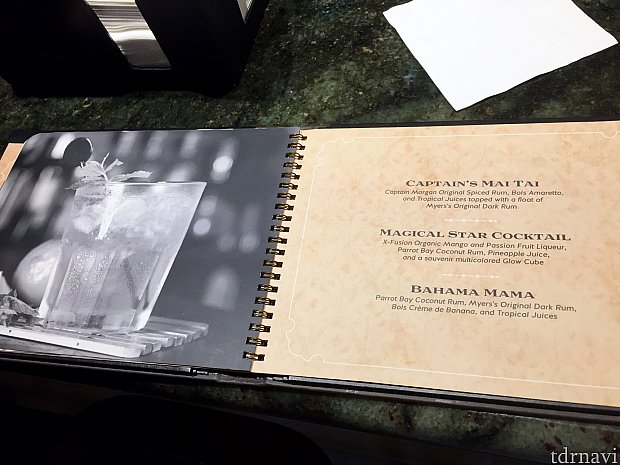 CAPTAIN'S MAI TAI
Captain Morgan Original Spiced Rum, Bols Amaretto,
and Tropical Juices topped with a float of
Myers's Original Dark Rum
MAGICAL STAR COCKTAIL
X-Fusion Organic Mango and Passion Fruit Liqueur,
Parrot Bay Coconut Rum, Pineapple Juice,
and a souvenir multicolored Glow Cube
BAHAMA MAMA
Parrot Bay Coconut Rum, Myers's Original Dark Rum,
Bols Crème de Banana, and Tropical Juices
tdrnavi